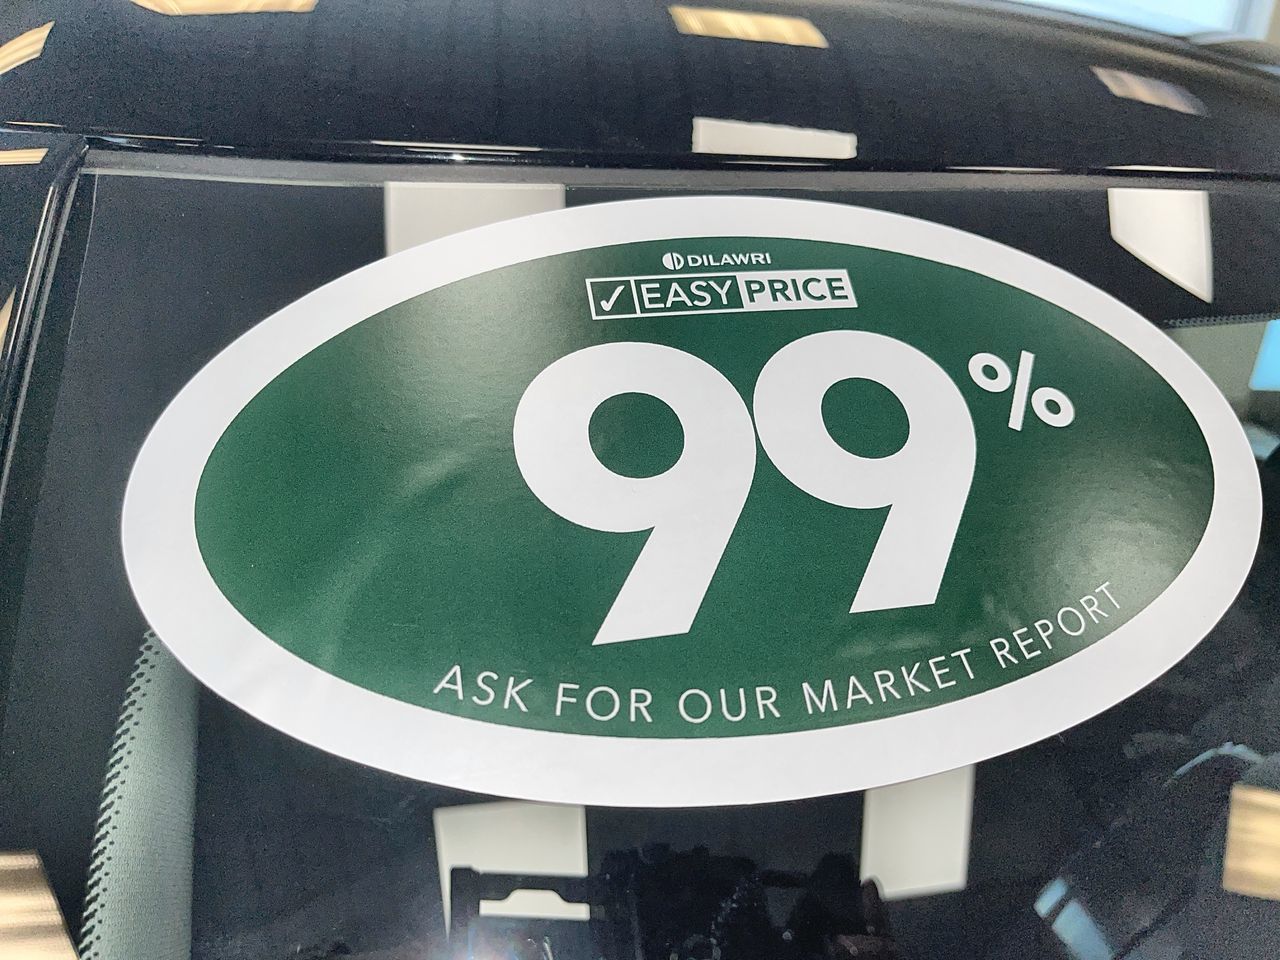 DILAWRI
✓ EASY PRICE
99%
ASK FOR OUR MARKET REPORT